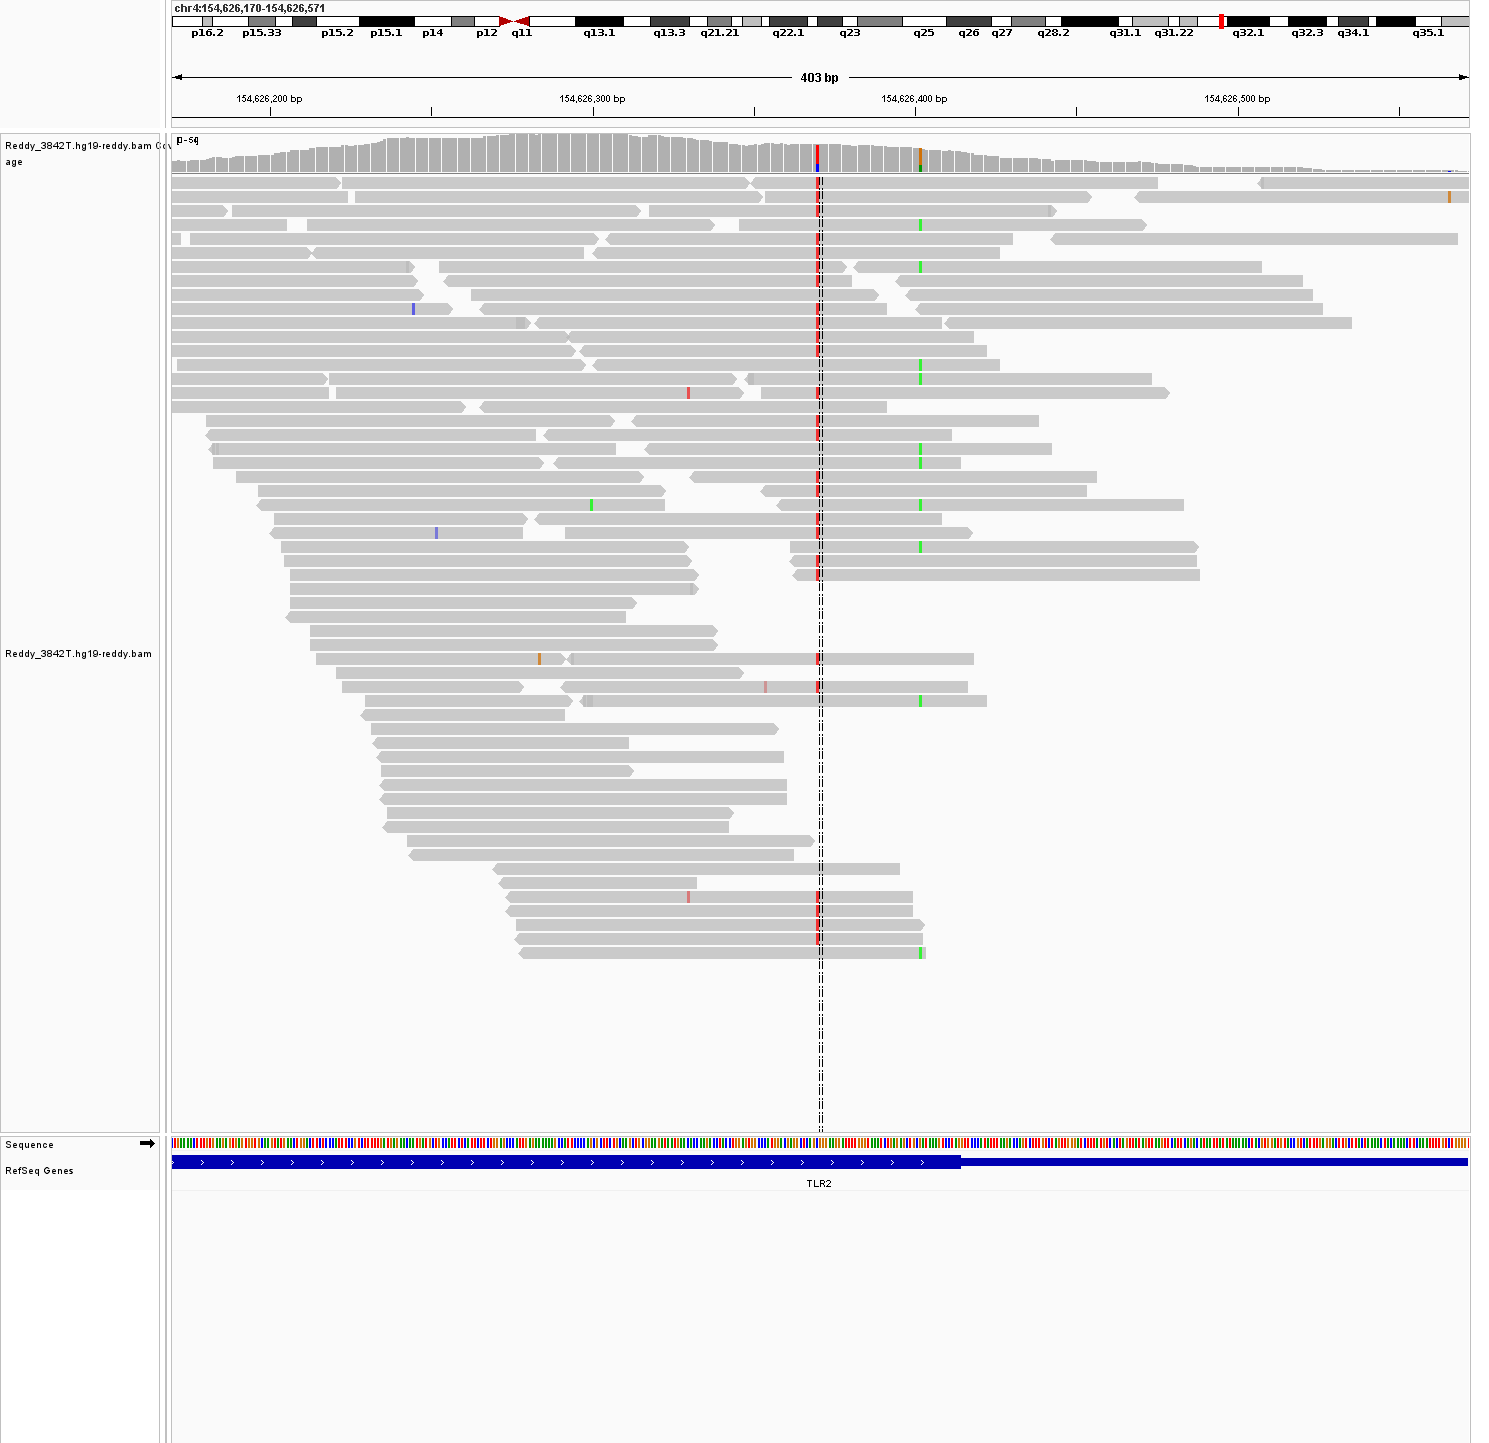 chr4:154,626,170-154,626,571
p16.2 p15.33 p15.2 p15.1 p14 p12 q11 q13.1 q13.3 q21.21 q22.1 q23 q25 q26 q27 q28.2 q31.1 q31.22 q32.1 q32.3 q34.1 q35.1
403 bp
154,626,200 bp 154,626,300 bp 154,626,400 bp 154,626,500 bp
[0-54]
Reddy_3842T.hg19-reddy.bam Cov
age
Reddy_3842T.hg19-reddy.bam
Sequence
RefSeq Genes
TLR2